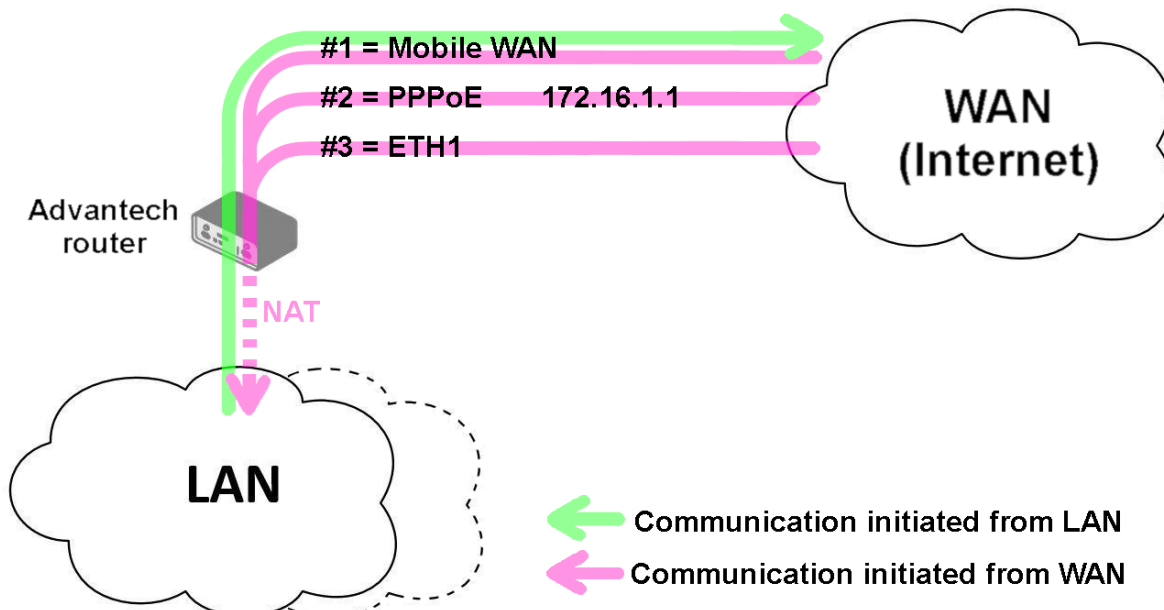 #1 = Mobile WAN
#2 = PPPoE 172.16.1.1
#3 = ETH1
WAN
(Internet)
Advantech
router
NAT
LAN
Communication initiated from LAN
Communication initiated from WAN